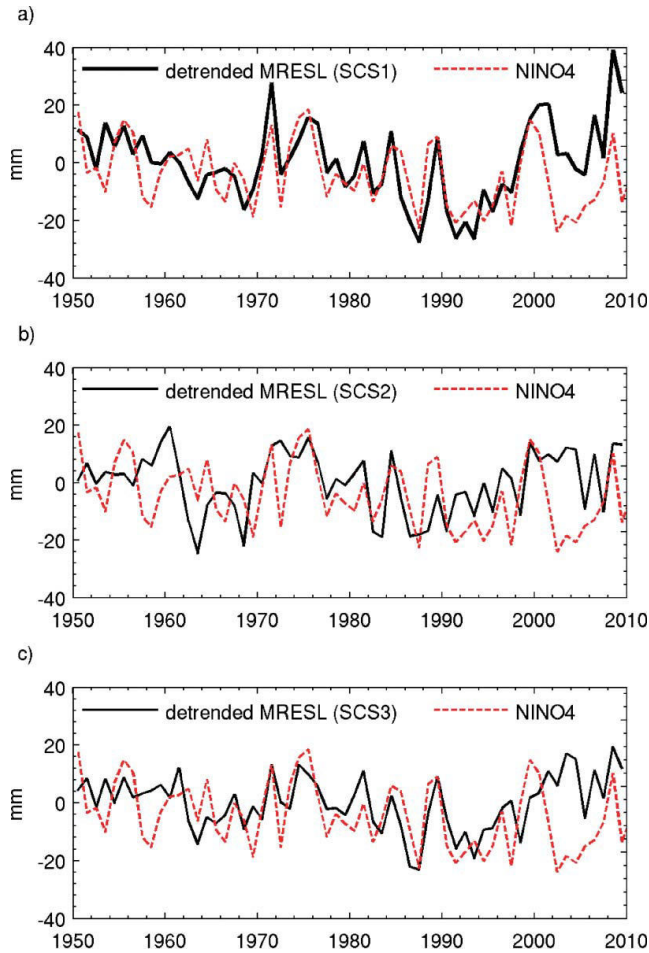 a)
40
detrended MRESL (SCS1) NINO4
20
mm
0
-20
-40
1950 1960 1970 1980 1990 2000 2010
b)
40
detrended MRESL (SCS2) NINO4
20
mm
0
-20
-40
1950 1960 1970 1980 1990 2000 2010
c)
40
detrended MRESL (SCS3) NINO4
20
mm
0
-20
-40
1950 1960 1970 1980 1990 2000 2010